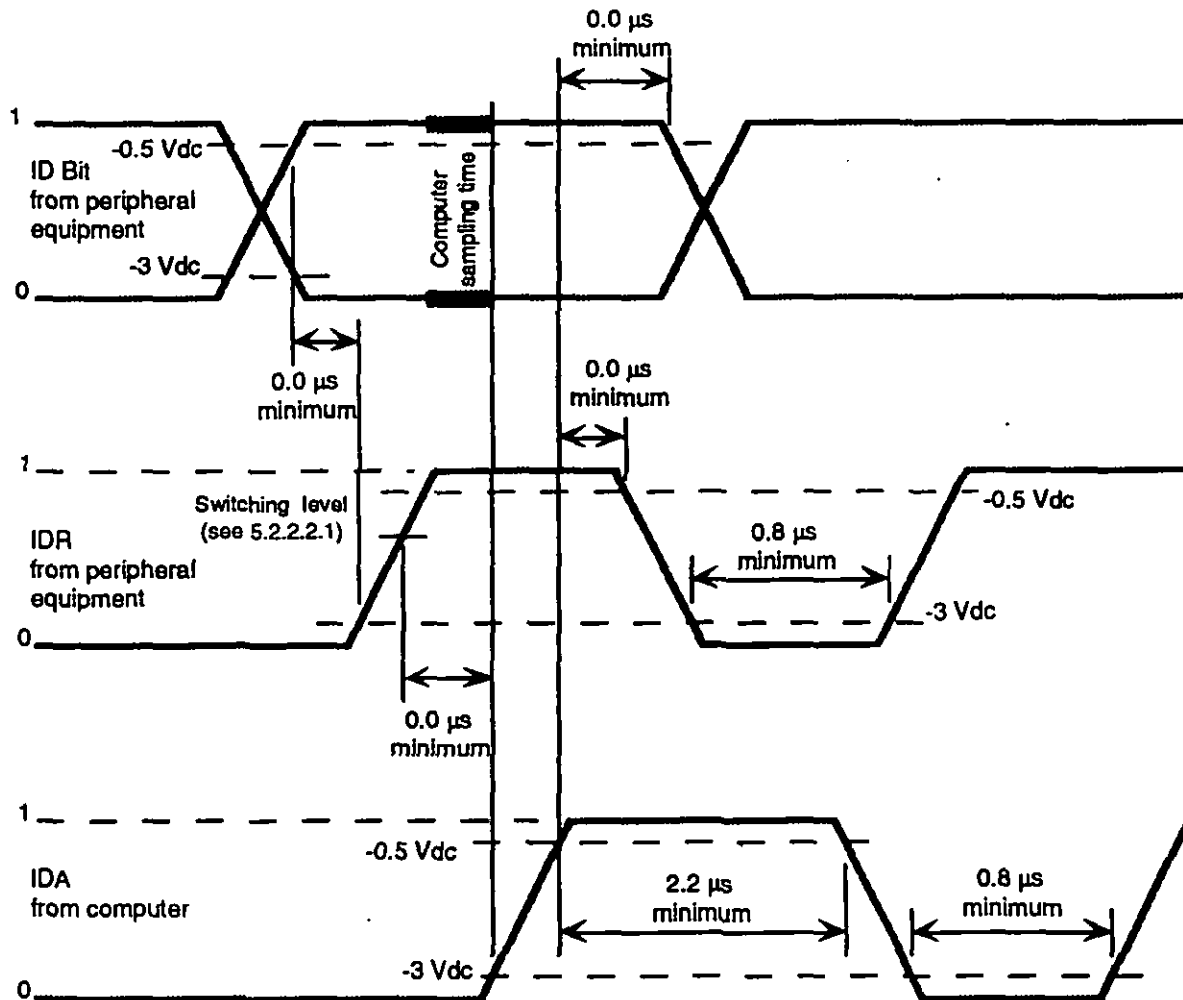 0.0 µs
minimum
1
-0.5 Vdc
ID Bit
from peripheral
equipment
-3 Vdc
0
Computer
sampling time
0.0 µs
minimum
0.0 µs
minimum
1
Switching level
(see 5.2.2.2.1)
-0.5 Vdc
IDR
from peripheral
equipment
0.8 µs
minimum
-3 Vdc
0
0.0 µs
minimum
1
-0.5 Vdc
IDA
from computer
2.2 µs
minimum
0.8 µs
minimum
-3 Vdc
0